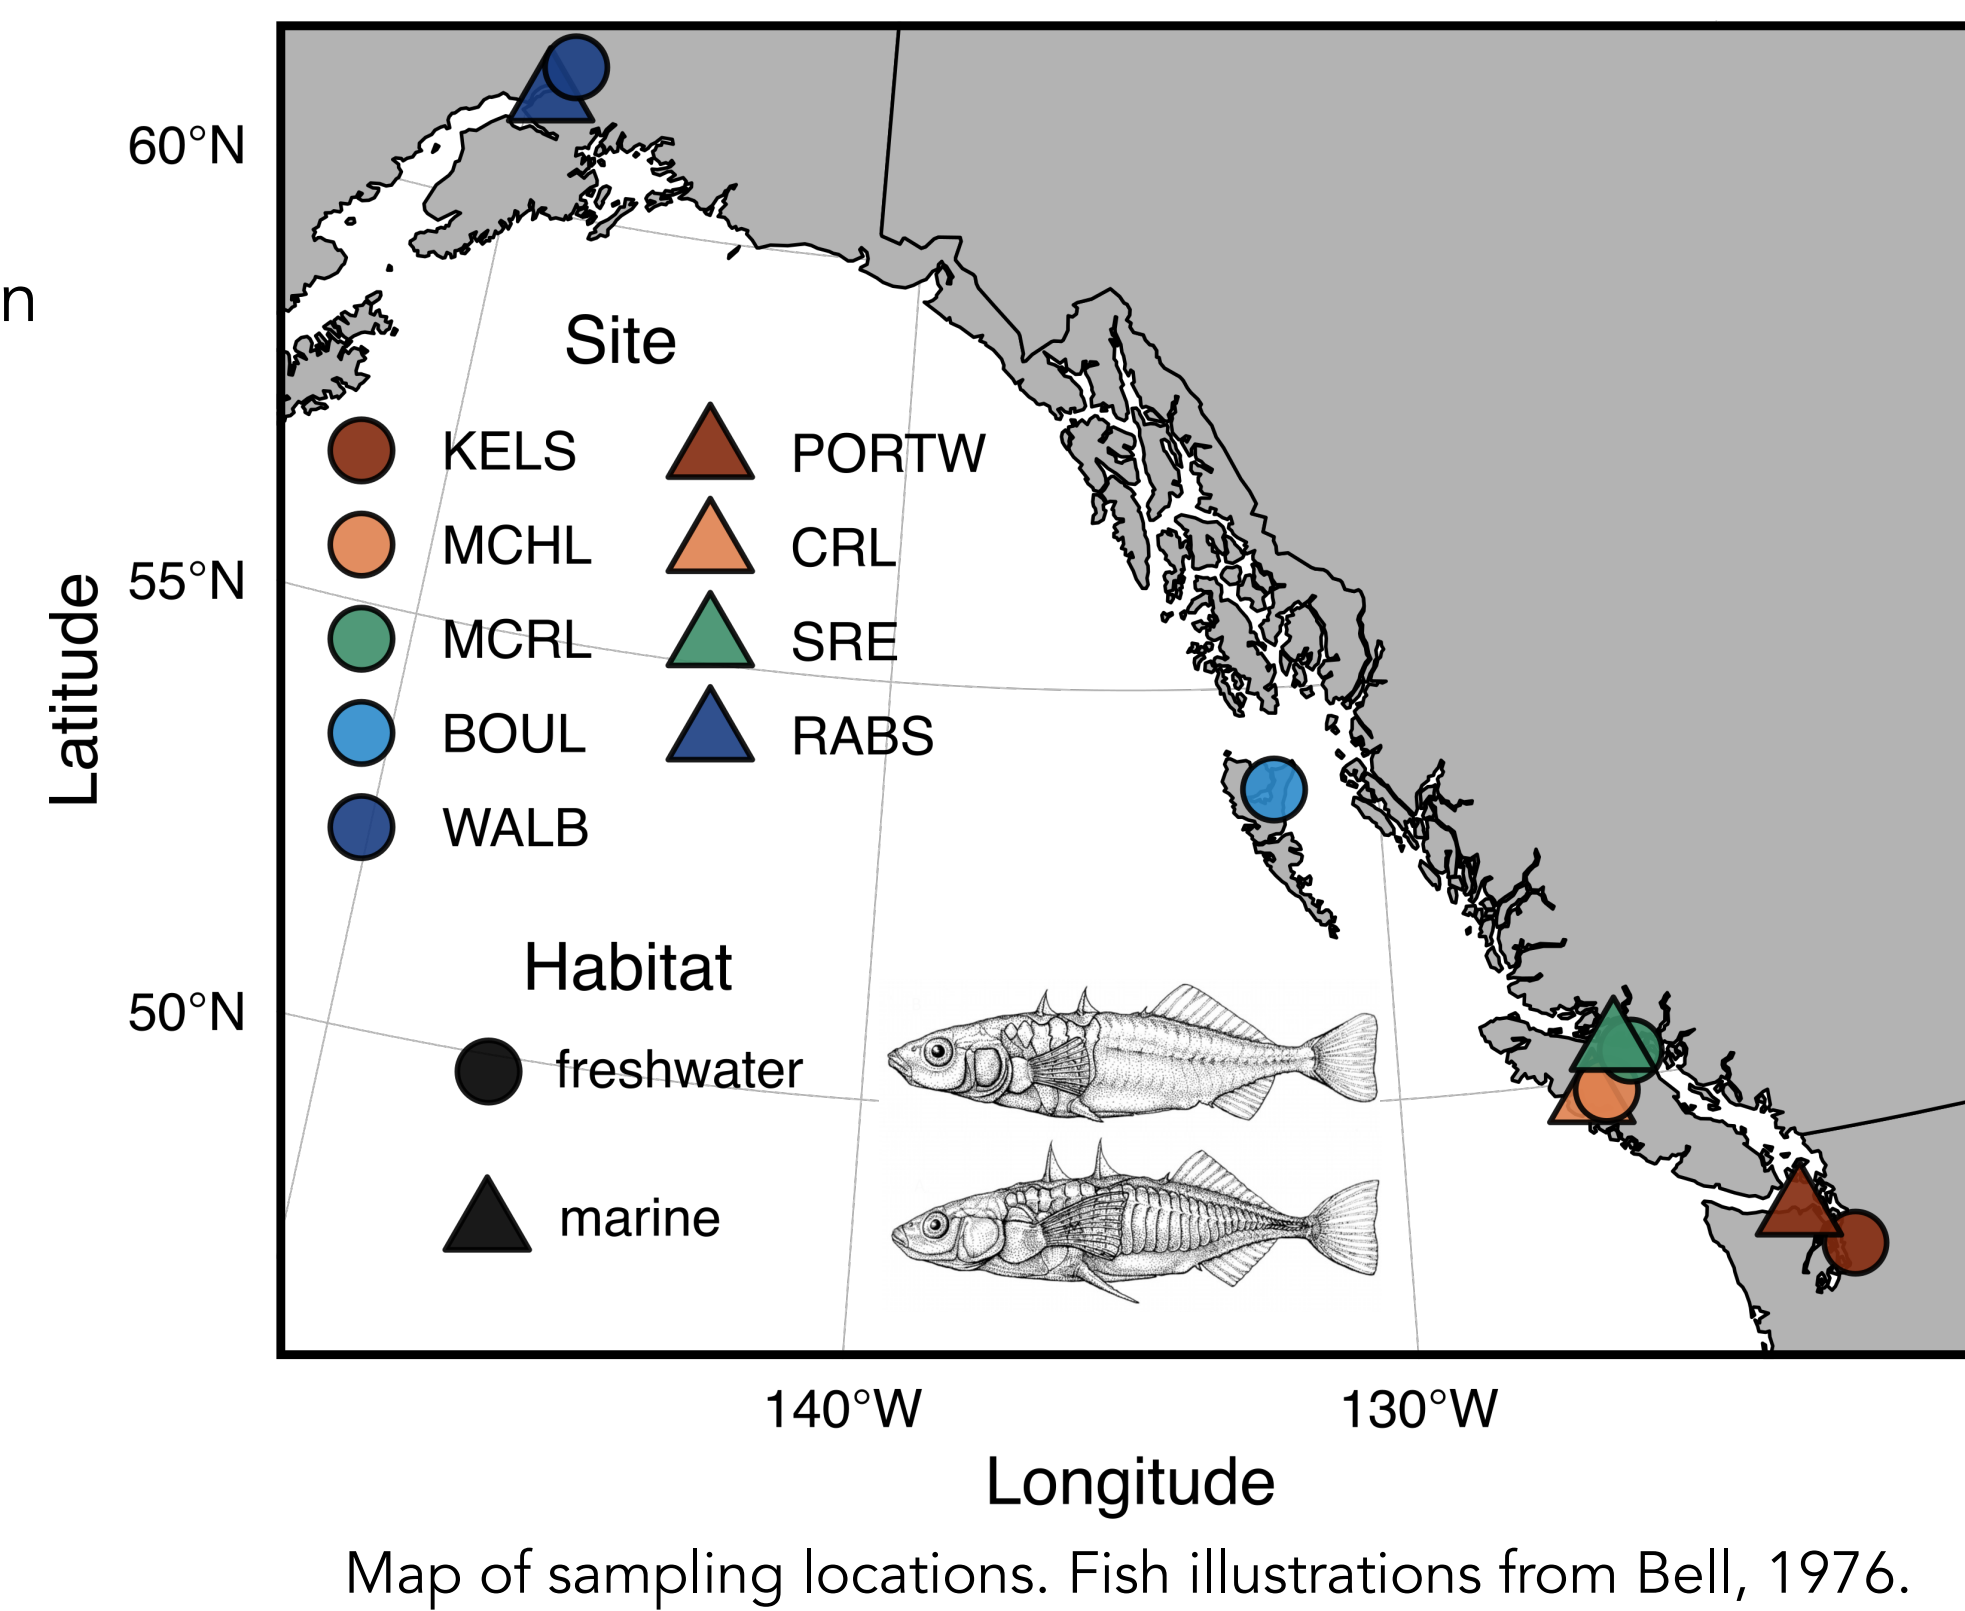 n
60°N
55°N
50°N
Latitude
Site
KELS PORTW
MCHL CRL
MCRL SRE
BOUL RABS
WALB
Habitat
freshwater
marine
140°W 130°W
Longitude
Map of sampling locations. Fish illustrations from Bell, 1976.